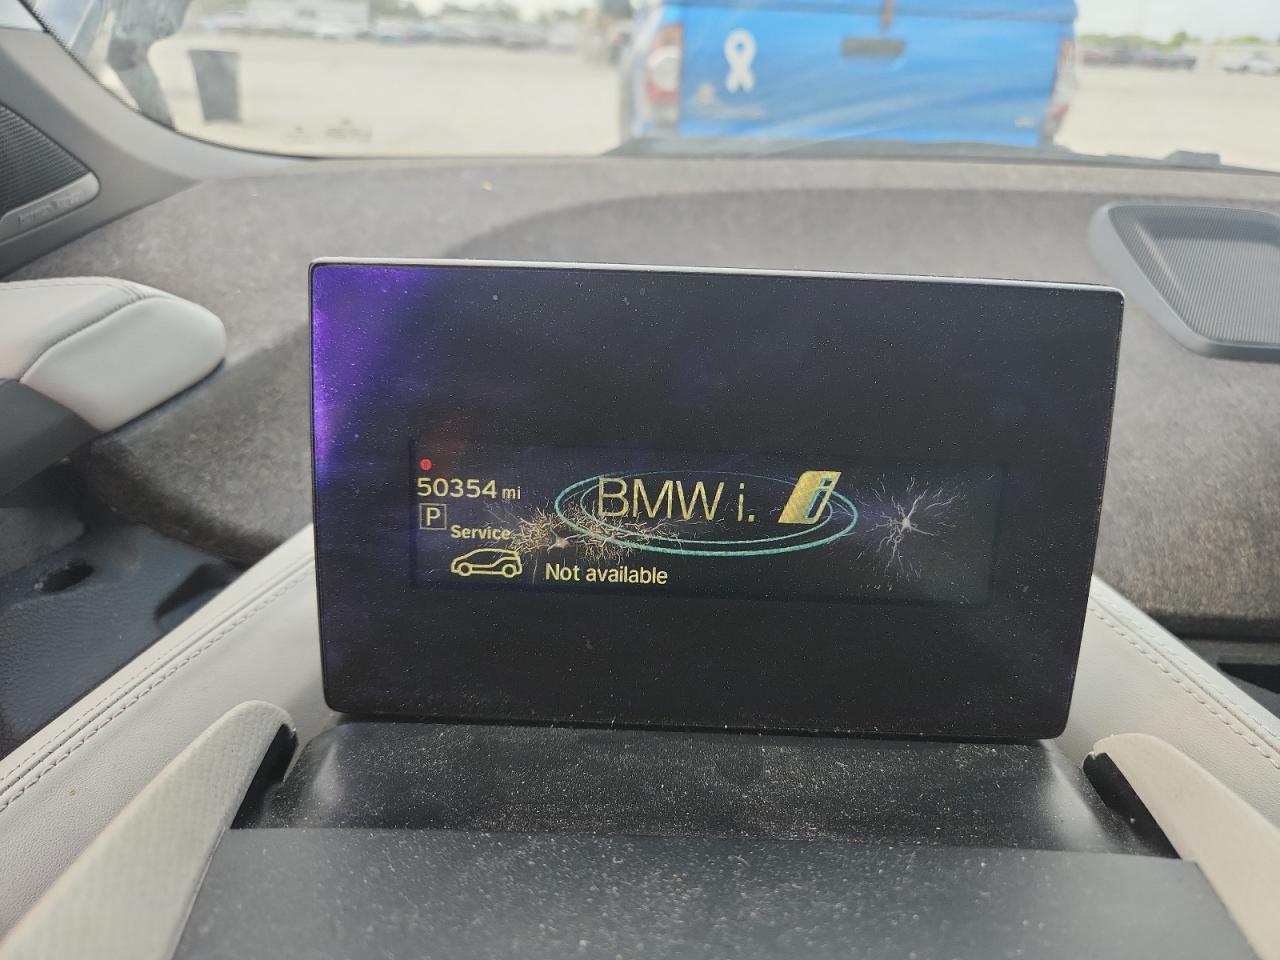 50354 mi
BMW i.
P
Service
Not available